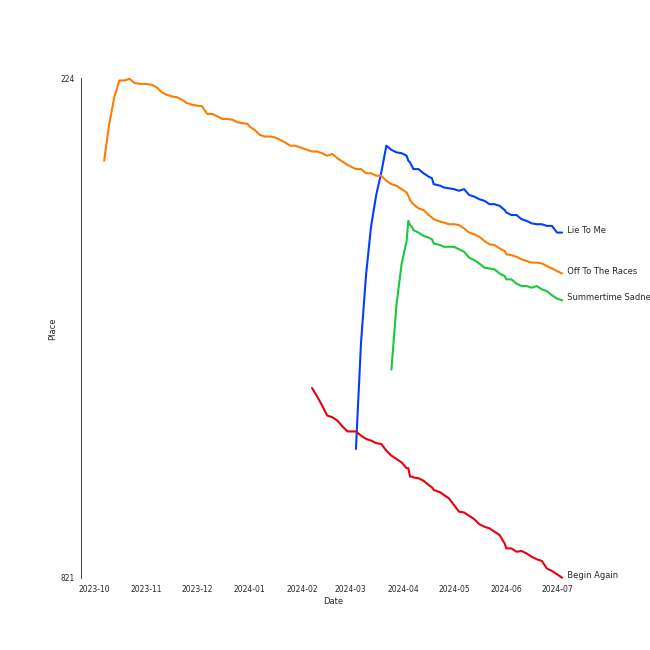 224
Lie To Me
Off To The Races
Summertime Sadne
Place
Begin Again
821
2023-10 2023-11 2023-12 2024-01 2024-02 2024-03 2024-04 2024-05 2024-06 2024-07
Date